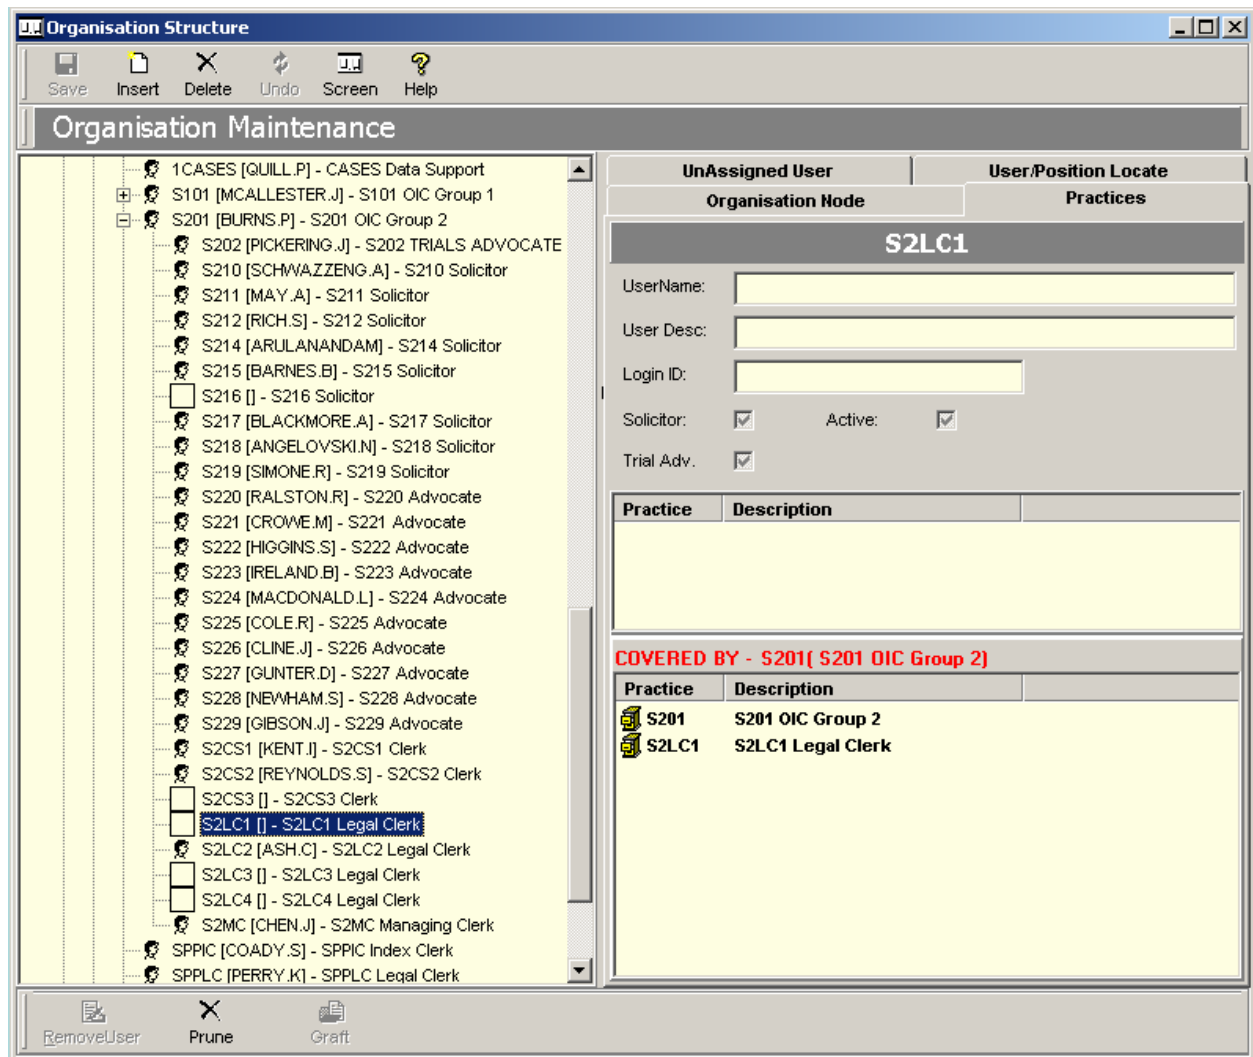 Organisation Structure
Save Insert Delete Undo Screen Help
Organisation Maintenance
1CASES [QUILL.P] - CASES Data Support
S101 [MCALLESTER.J] - S101 OIC Group 1
S201 [BURNS.P] - S201 OIC Group 2
S202 [PICKERING.J] - S202 TRIALS ADVOCATE
S210 [SCHWAZZENG.A] - S210 Solicitor
S211 [MAY.A] - S211 Solicitor
S212 [RICH.S] - S212 Solicitor
S214 [ARULANANDAM] - S214 Solicitor
S215 [BARNES.B] - S215 Solicitor
S216 [] - S216 Solicitor
S217 [BLACKMORE.A] - S217 Solicitor
S218 [ANGELOVSKI.N] - S218 Solicitor
S219 [SIMONE.R] - S219 Solicitor
S220 [RALSTON.R] - S220 Advocate
S221 [CROWE.M] - S221 Advocate
S222 [HIGGINS.S] - S222 Advocate
S223 [IRELAND.B] - S223 Advocate
S224 [MACDONALD.L] - S224 Advocate
S225 [COLE.R] - S225 Advocate
S226 [CLINE.J] - S226 Advocate
S227 [GUNTER.D] - S227 Advocate
S228 [NEWHAM.S] - S228 Advocate
S229 [GIBSON.J] - S229 Advocate
S2CS1 [KENT.I] - S2CS1 Clerk
S2CS2 [REYNOLDS.S] - S2CS2 Clerk
S2CS3 [] - S2CS3 Clerk
S2LC1 [] - S2LC1 Legal Clerk
S2LC2 [ASH.C] - S2LC2 Legal Clerk
S2LC3 [] - S2LC3 Legal Clerk
S2LC4 [] - S2LC4 Legal Clerk
S2MC [CHEN.J] - S2MC Managing Clerk
SPPIC [COADY.S] - SPPIC Index Clerk
SPPLC [PERRY.K] - SPPLC Legal Clerk
UnAssigned User User/Position Locate
Organisation Node Practices
S2LC1
UserName:
User Desc:
Login ID:
Solicitor: Active:
Trial Adv.
Practice Description
COVERED BY - S201( S201 OIC Group 2)
Practice Description
S201 S201 OIC Group 2
S2LC1 S2LC1 Legal Clerk
RemoveUser Prune Graft